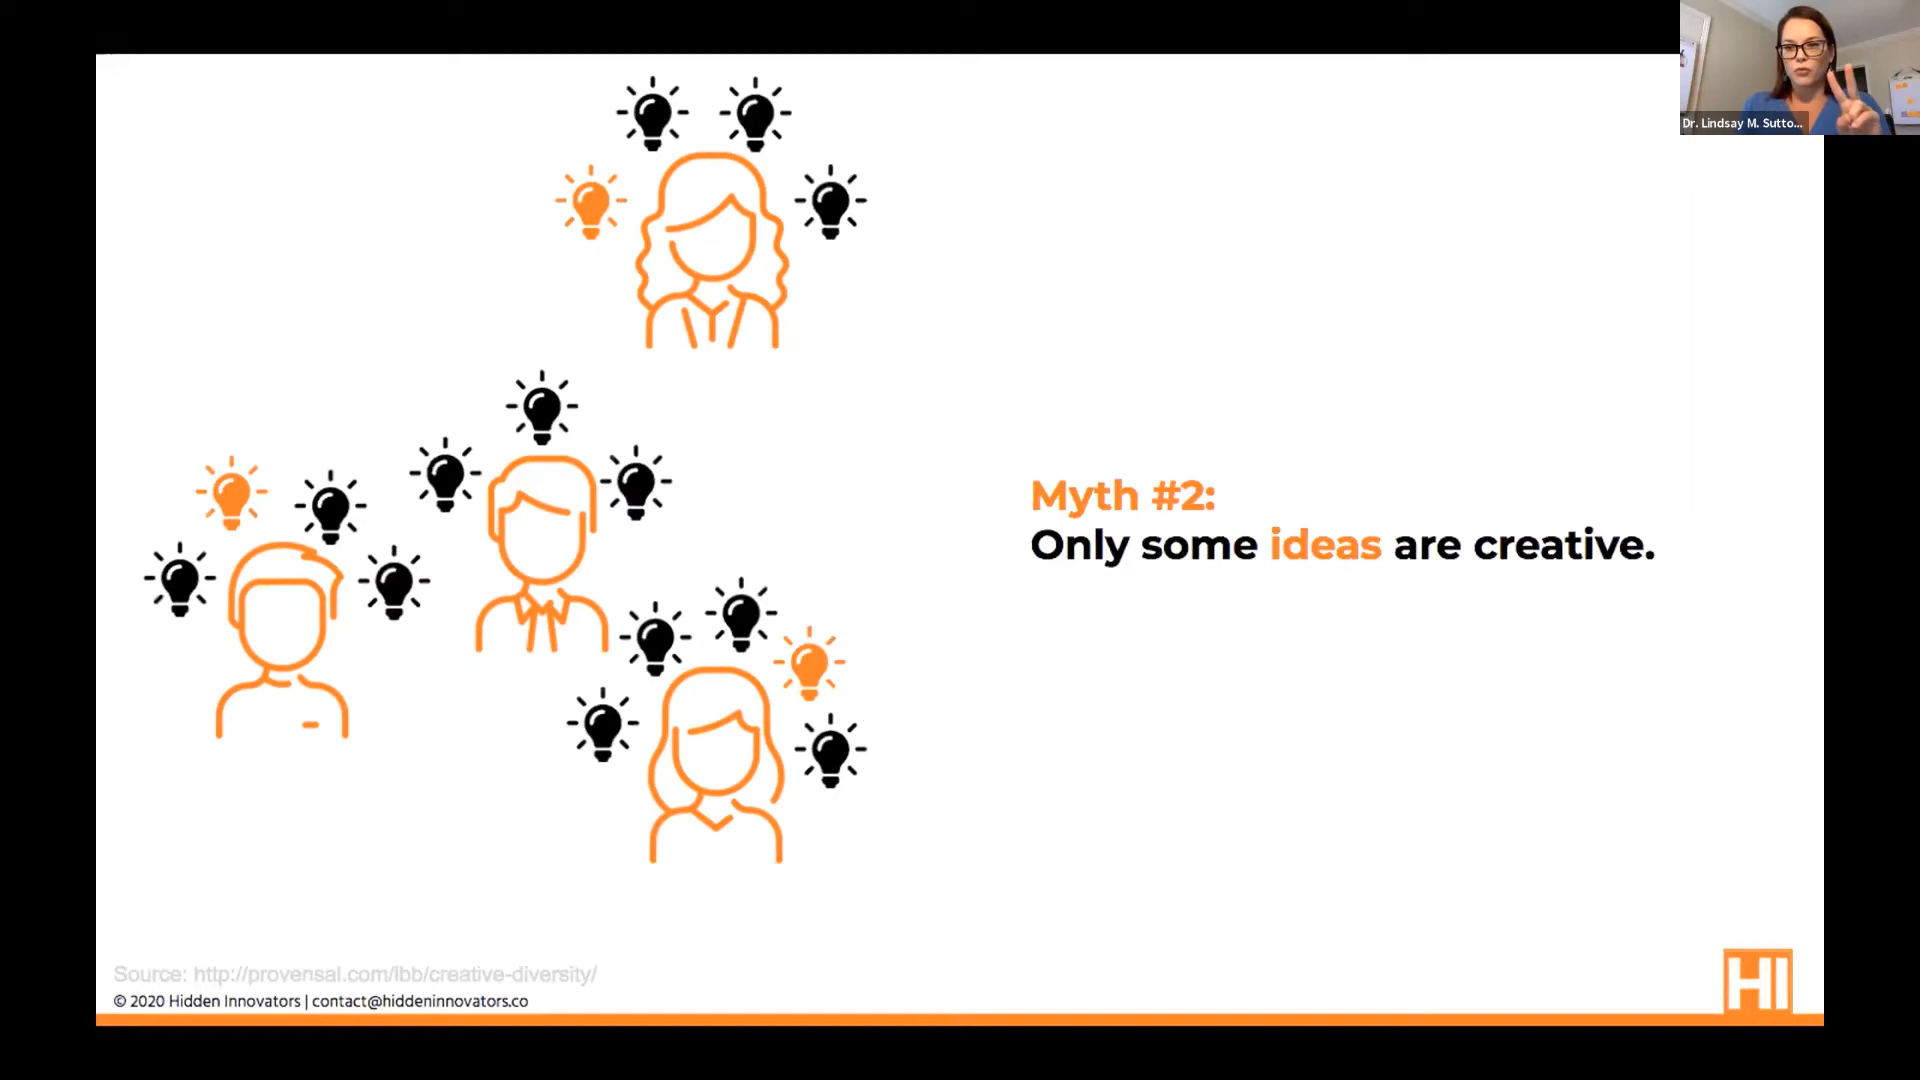 Dr. Lindsay M. Sutto...
Myth #2:
Only some ideas are creative.
Source: http://provensal.com/lbb/creative-diversity/
© 2020 Hidden Innovators | contact@hiddeninnovators.co
HI